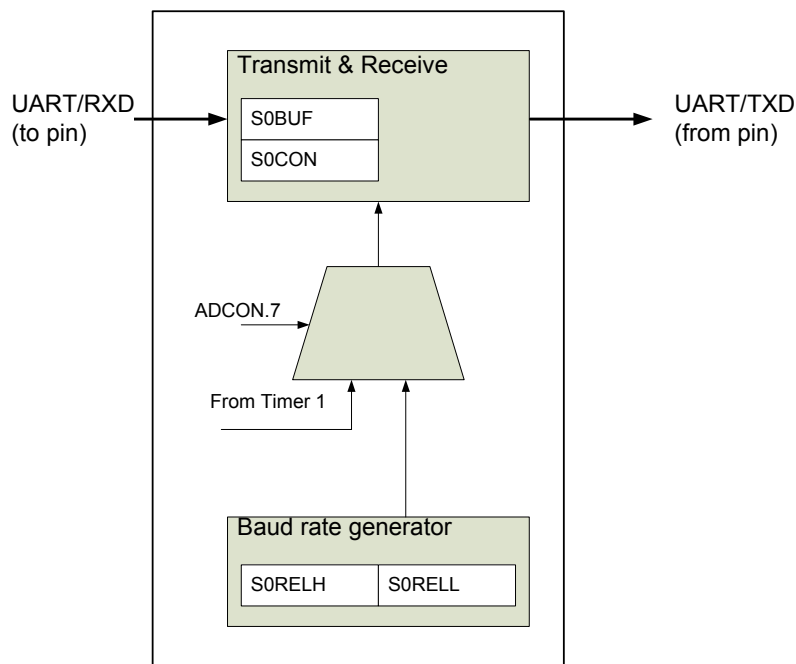 Transmit & Receive
UART/RXD
(to pin)
UART/TXD
(from pin)
S0BUF
S0CON
ADCON.7
From Timer 1
Baud rate generator
S0RELH
S0RELL